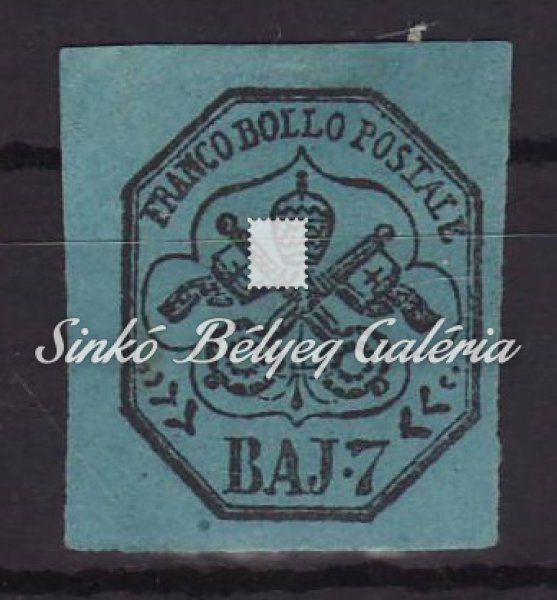 FRANCO BOLLO POSTALE
Sinkó Bélyeg Galéria
BAJ·7